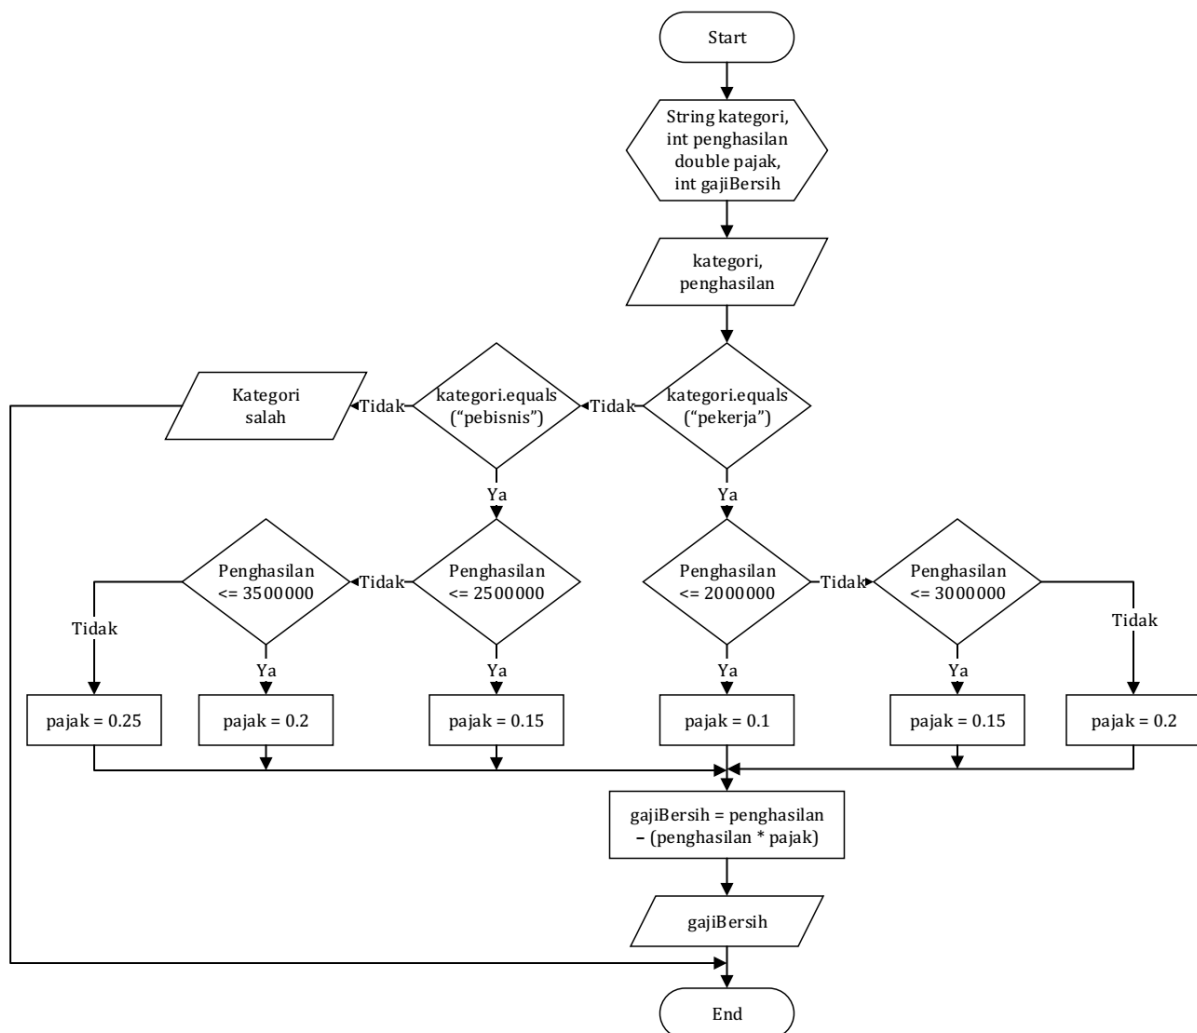 Start
String kategori,
int penghasilan
double pajak,
int gajiBersih
kategori,
penghasilan
Kategori
salah
Tidak
kategori.equals
(“pebisnis”)
Tidak
kategori.equals
(“pekerja”)
Ya
Ya
Penghasilan
<= 3500000
Tidak
Penghasilan
<= 2500000
Penghasilan
<= 2000000
Tidak
Penghasilan
<= 3000000
Tidak
Tidak
Ya
Ya
Ya
Ya
pajak = 0.25
pajak = 0.2
pajak = 0.15
pajak = 0.1
pajak = 0.15
pajak = 0.2
gajiBersih = penghasilan
– (penghasilan * pajak)
gajiBersih
End